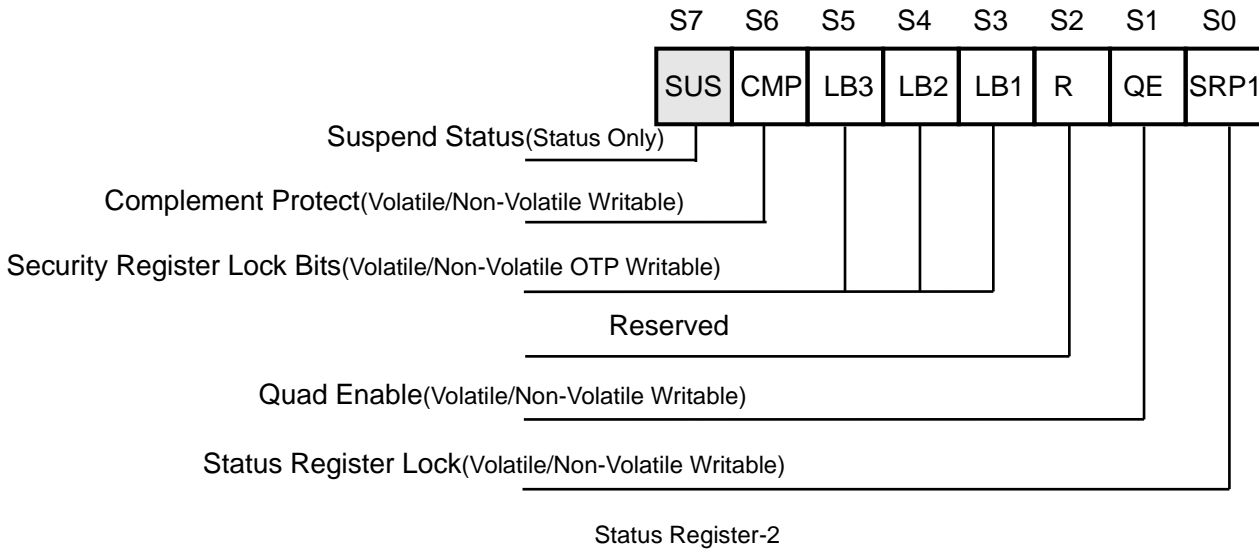 S7 S6 S5 S4 S3 S2 S1 S0
SUS CMP LB3 LB2 LB1 R QE SRP1
Suspend Status(Status Only)
Complement Protect(Volatile/Non-Volatile Writable)
Security Register Lock Bits(Volatile/Non-Volatile OTP Writable)
Reserved
Quad Enable(Volatile/Non-Volatile Writable)
Status Register Lock(Volatile/Non-Volatile Writable)
Status Register-2